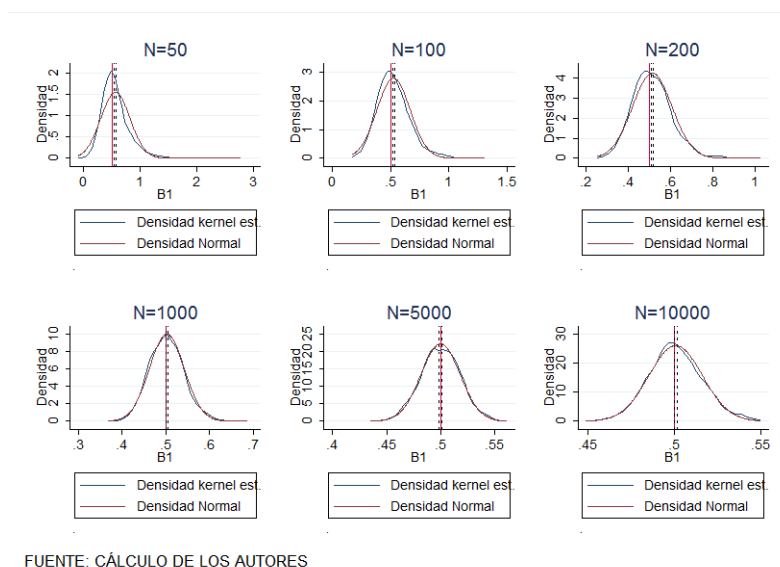 N=50
N=100
N=200
Densidad
0 .5 1 1.5 2
0 1 2 3
B1
Densidad
0 1 2 3
0 .5 1 1.5
B1
Densidad
0 1 2 3 4
.2 .4 .6 .8 1
B1
Densidad kernel est.
Densidad Normal
Densidad kernel est.
Densidad Normal
Densidad kernel est.
Densidad Normal
N=1000
N=5000
N=10000
Densidad
0 2 4 6 8 10
.3 .4 .5 .6 .7
B1
Densidad
0 5 10 15 20 25
.4 .45 .5 .55
B1
Densidad
0 10 20 30
.45 .5 .55
B1
Densidad kernel est.
Densidad Normal
Densidad kernel est.
Densidad Normal
Densidad kernel est.
Densidad Normal
FUENTE: CÁLCULO DE LOS AUTORES